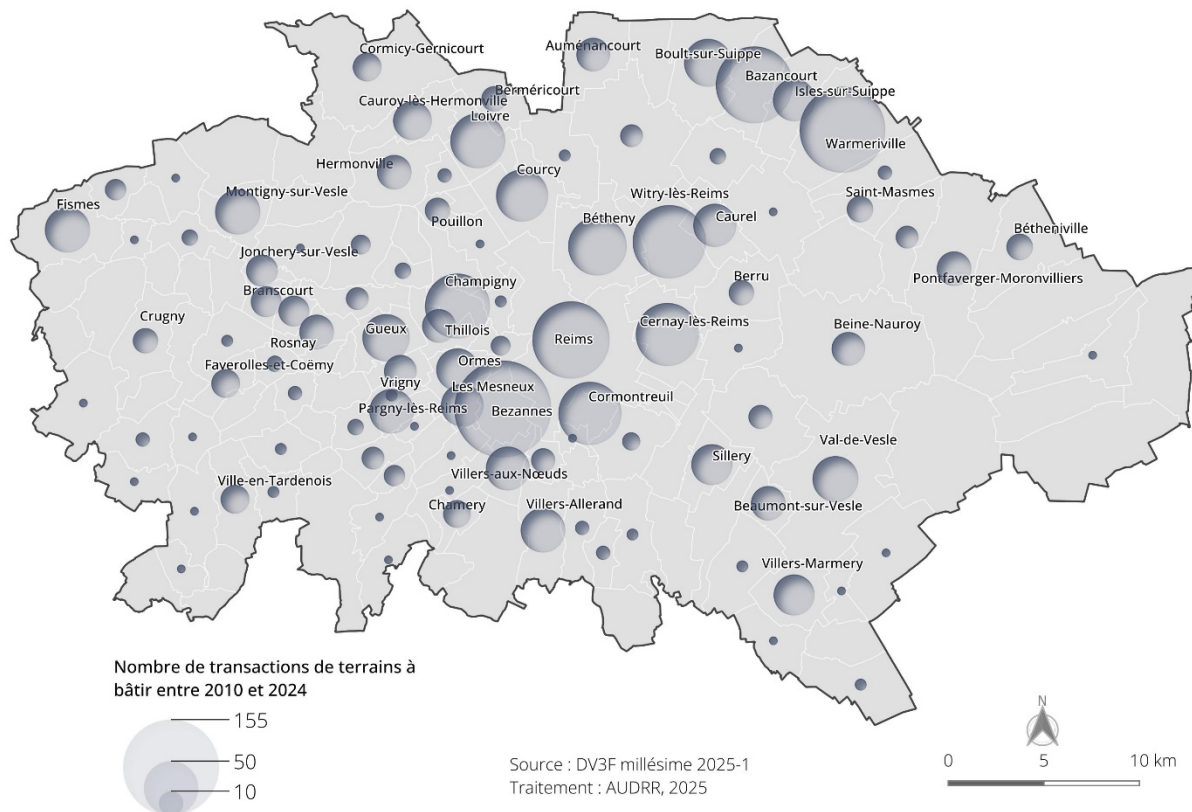 Cormicy-Gernicourt
Auménancourt
Boult-sur-Suippe
Bazancourt
Isles-sur-Suippe
Berméricourt
Cauroy-lès-Hermonville
Loivre
Warmeriville
Hermonville
Courcy
Montigny-sur-Vesle
Witry-lès-Reims
Saint-Masmes
Fismes
Pouillon
Bétheny
Caurel
Bétheniville
Jonchery-sur-Vesle
Pontfaverger-Moronvilliers
Champigny
Berru
Branscourt
Crugny
Gueux
Thillois
Reims
Cernay-lès-Reims
Beine-Nauroy
Rosnay
Faverolles-et-Coëmy
Ormes
Vrigny
Les Mesneux
Cormontreuil
Pargny-lès-Reims
Bezannes
Val-de-Vesle
Sillery
Villers-aux-Nœuds
Ville-en-Tardenois
Chamery
Villers-Allerand
Beaumont-sur-Vesle
Villers-Marmery
Nombre de transactions de terrains à
bâtir entre 2010 et 2024
155
50
10
Source : DV3F millésime 2025-1
Traitement : AUDRR, 2025
N
0 5 10 km